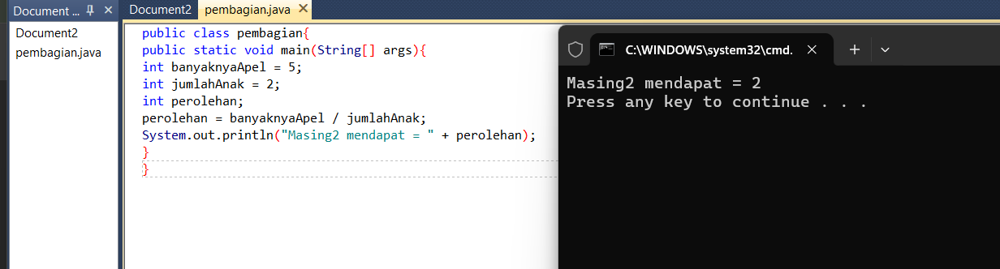 Document ...
Document2
pembagian.java
Document2 pembagian.java
public class pembagian{
public static void main(String[] args){
int banyaknyaApel = 5;
int jumlahAnak = 2;
int perolehan;
perolehan = banyaknyaApel / jumlahAnak;
System.out.println("Masing2 mendapat = " + perolehan);
}
}
C:\WINDOWS\system32\cmd.
Masing2 mendapat = 2
Press any key to continue . . .